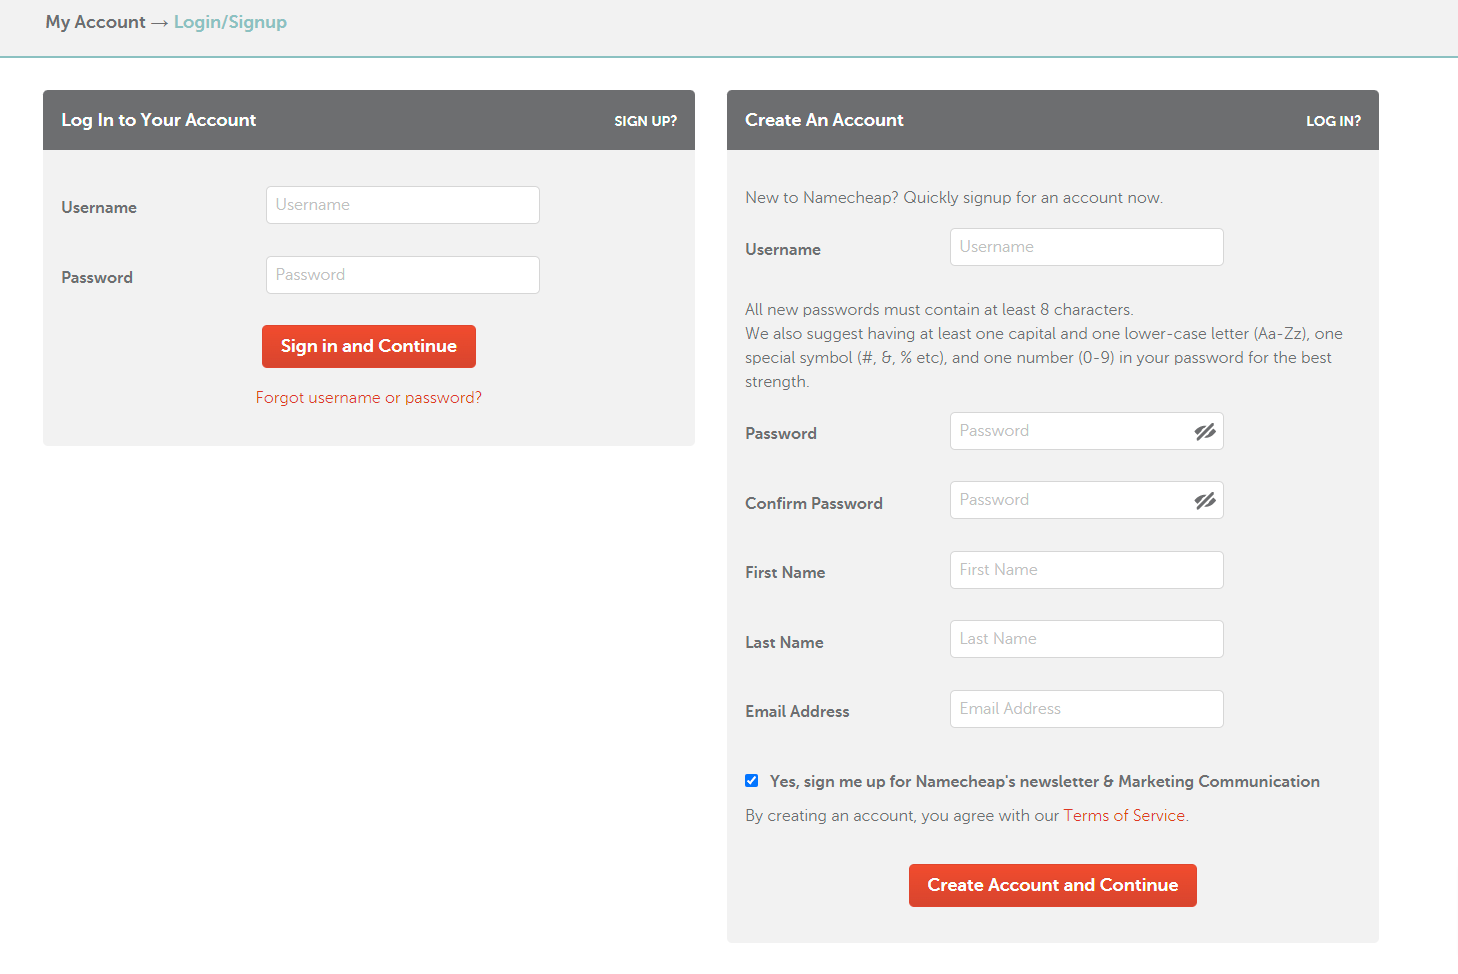 My Account → Login/Signup
Log In to Your Account
SIGN UP?
Username
Username
Password
Password
Sign in and Continue
Forgot username or password?
Create An Account
LOG IN?
New to Namecheap? Quickly signup for an account now.
Username
Username
All new passwords must contain at least 8 characters.
We also suggest having at least one capital and one lower-case letter (Aa-Zz), one
special symbol (#, &, % etc), and one number (0-9) in your password for the best
strength.
Password
Password
Confirm Password
Password
First Name
First Name
Last Name
Last Name
Email Address
Email Address
Yes, sign me up for Namecheap's newsletter & Marketing Communication
By creating an account, you agree with our Terms of Service.
Create Account and Continue